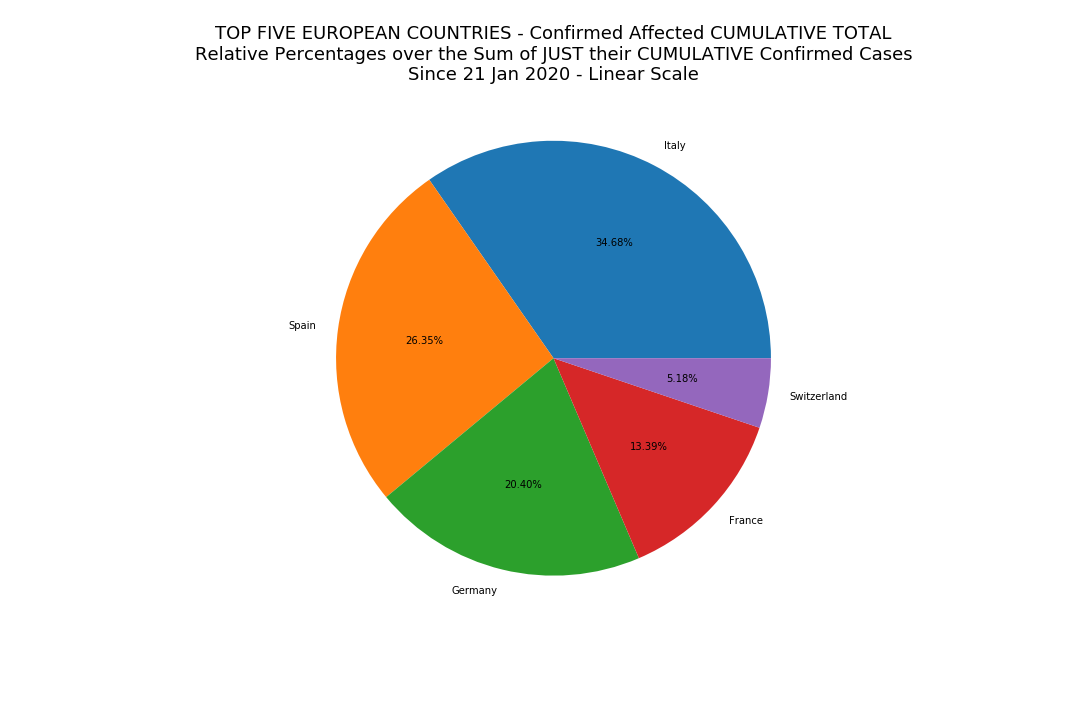 TOP FIVE EUROPEAN COUNTRIES - Confirmed Affected CUMULATIVE TOTAL
Relative Percentages over the Sum of JUST their CUMULATIVE Confirmed Cases
Since 21 Jan 2020 - Linear Scale
Italy
34.68%
Spain
26.35%
5.18%
Switzerland
13.39%
20.40%
France
Germany